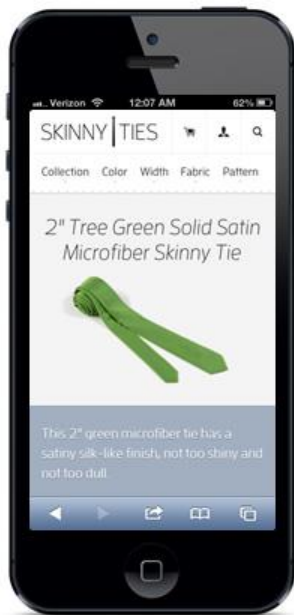 Verizon 12:07 AM 62%
SKINNY TIES
Collection Color Width Fabric Pattern
2" Tree Green Solid Satin
Microfiber Skinny Tie
This 2" green microfiber tie has a
satiny silk-like finish, not too shiny and
not too dull.